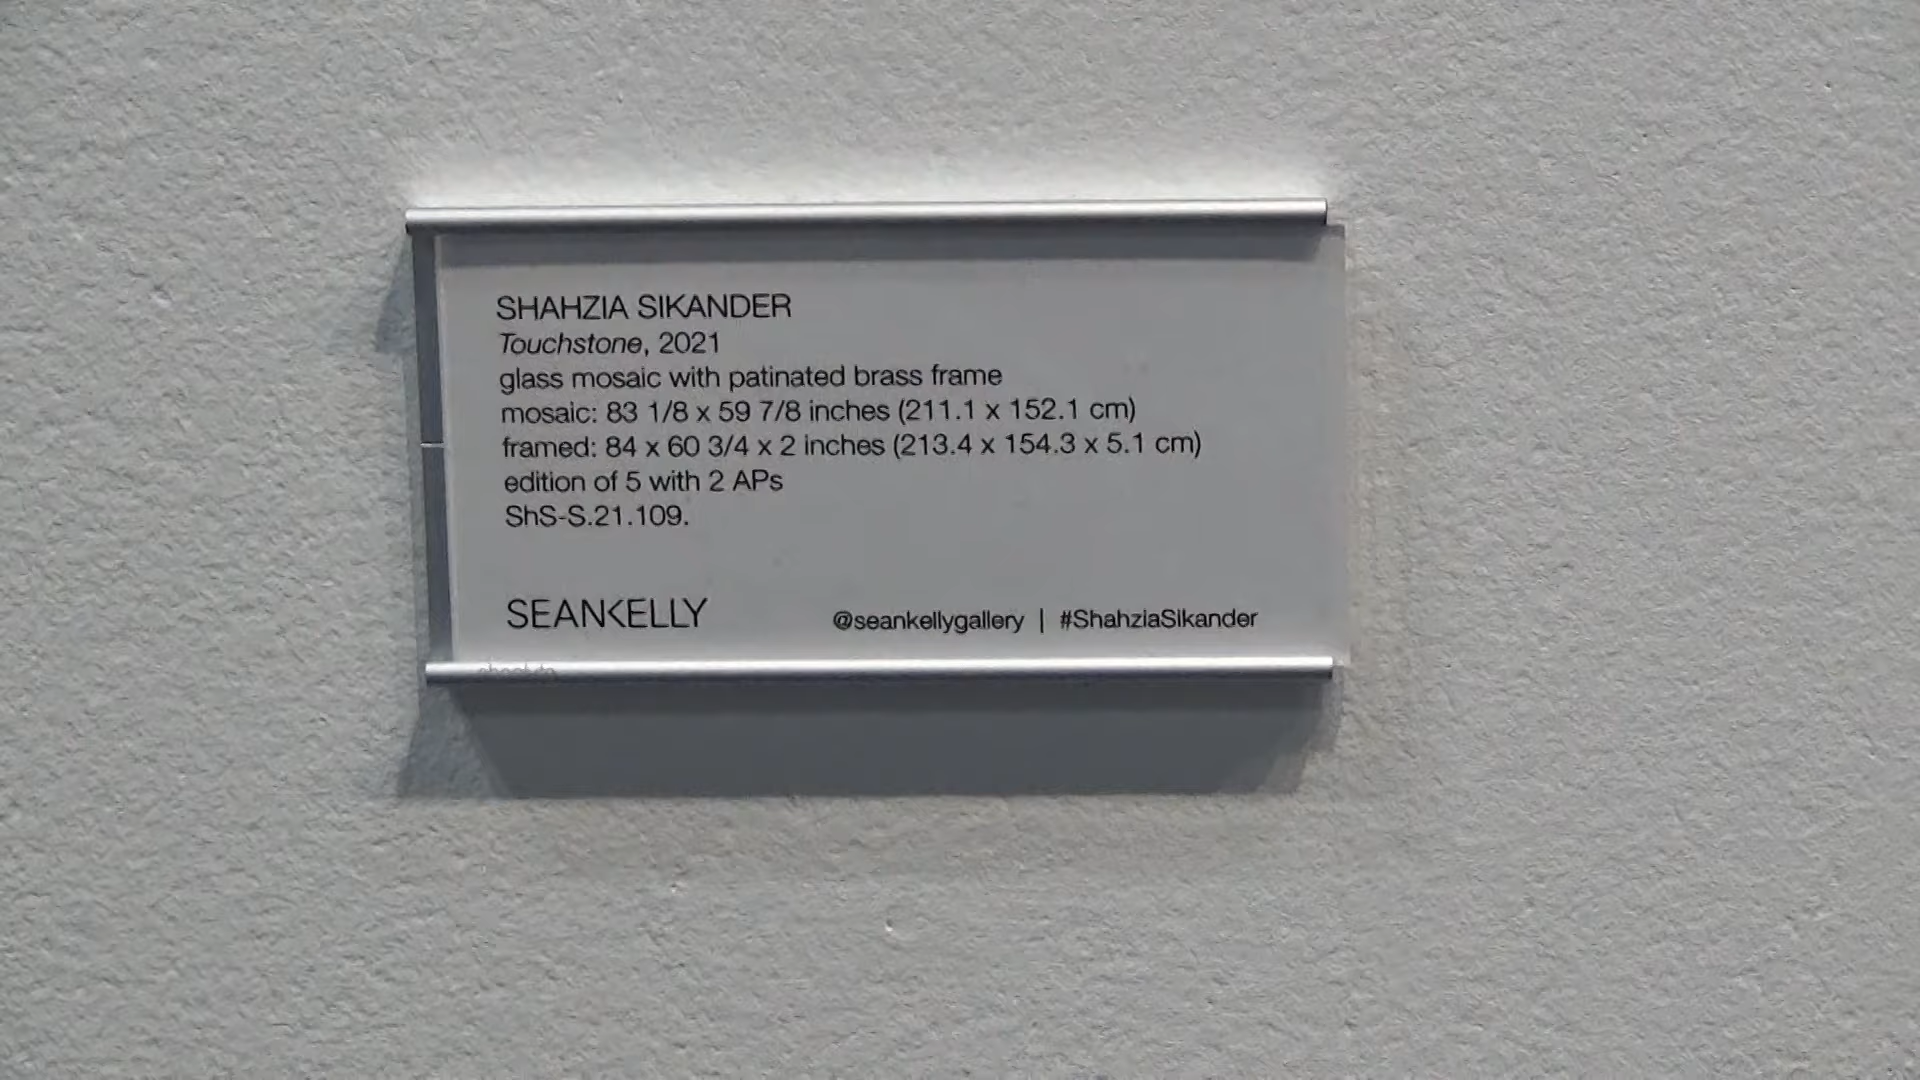 SHAHZIA SIKANDER
Touchstone, 2021
glass mosaic with patinated brass frame
mosaic: 83 1/8 x 59 7/8 inches (211.1 x 152.1 cm)
framed: 84 x 60 3/4 x 2 inches (213.4 x 154.3 x 5.1 cm)
edition of 5 with 2 APs
ShS-S.21.109.
SEANKELLY @seankellygallery | #ShahziaSikander